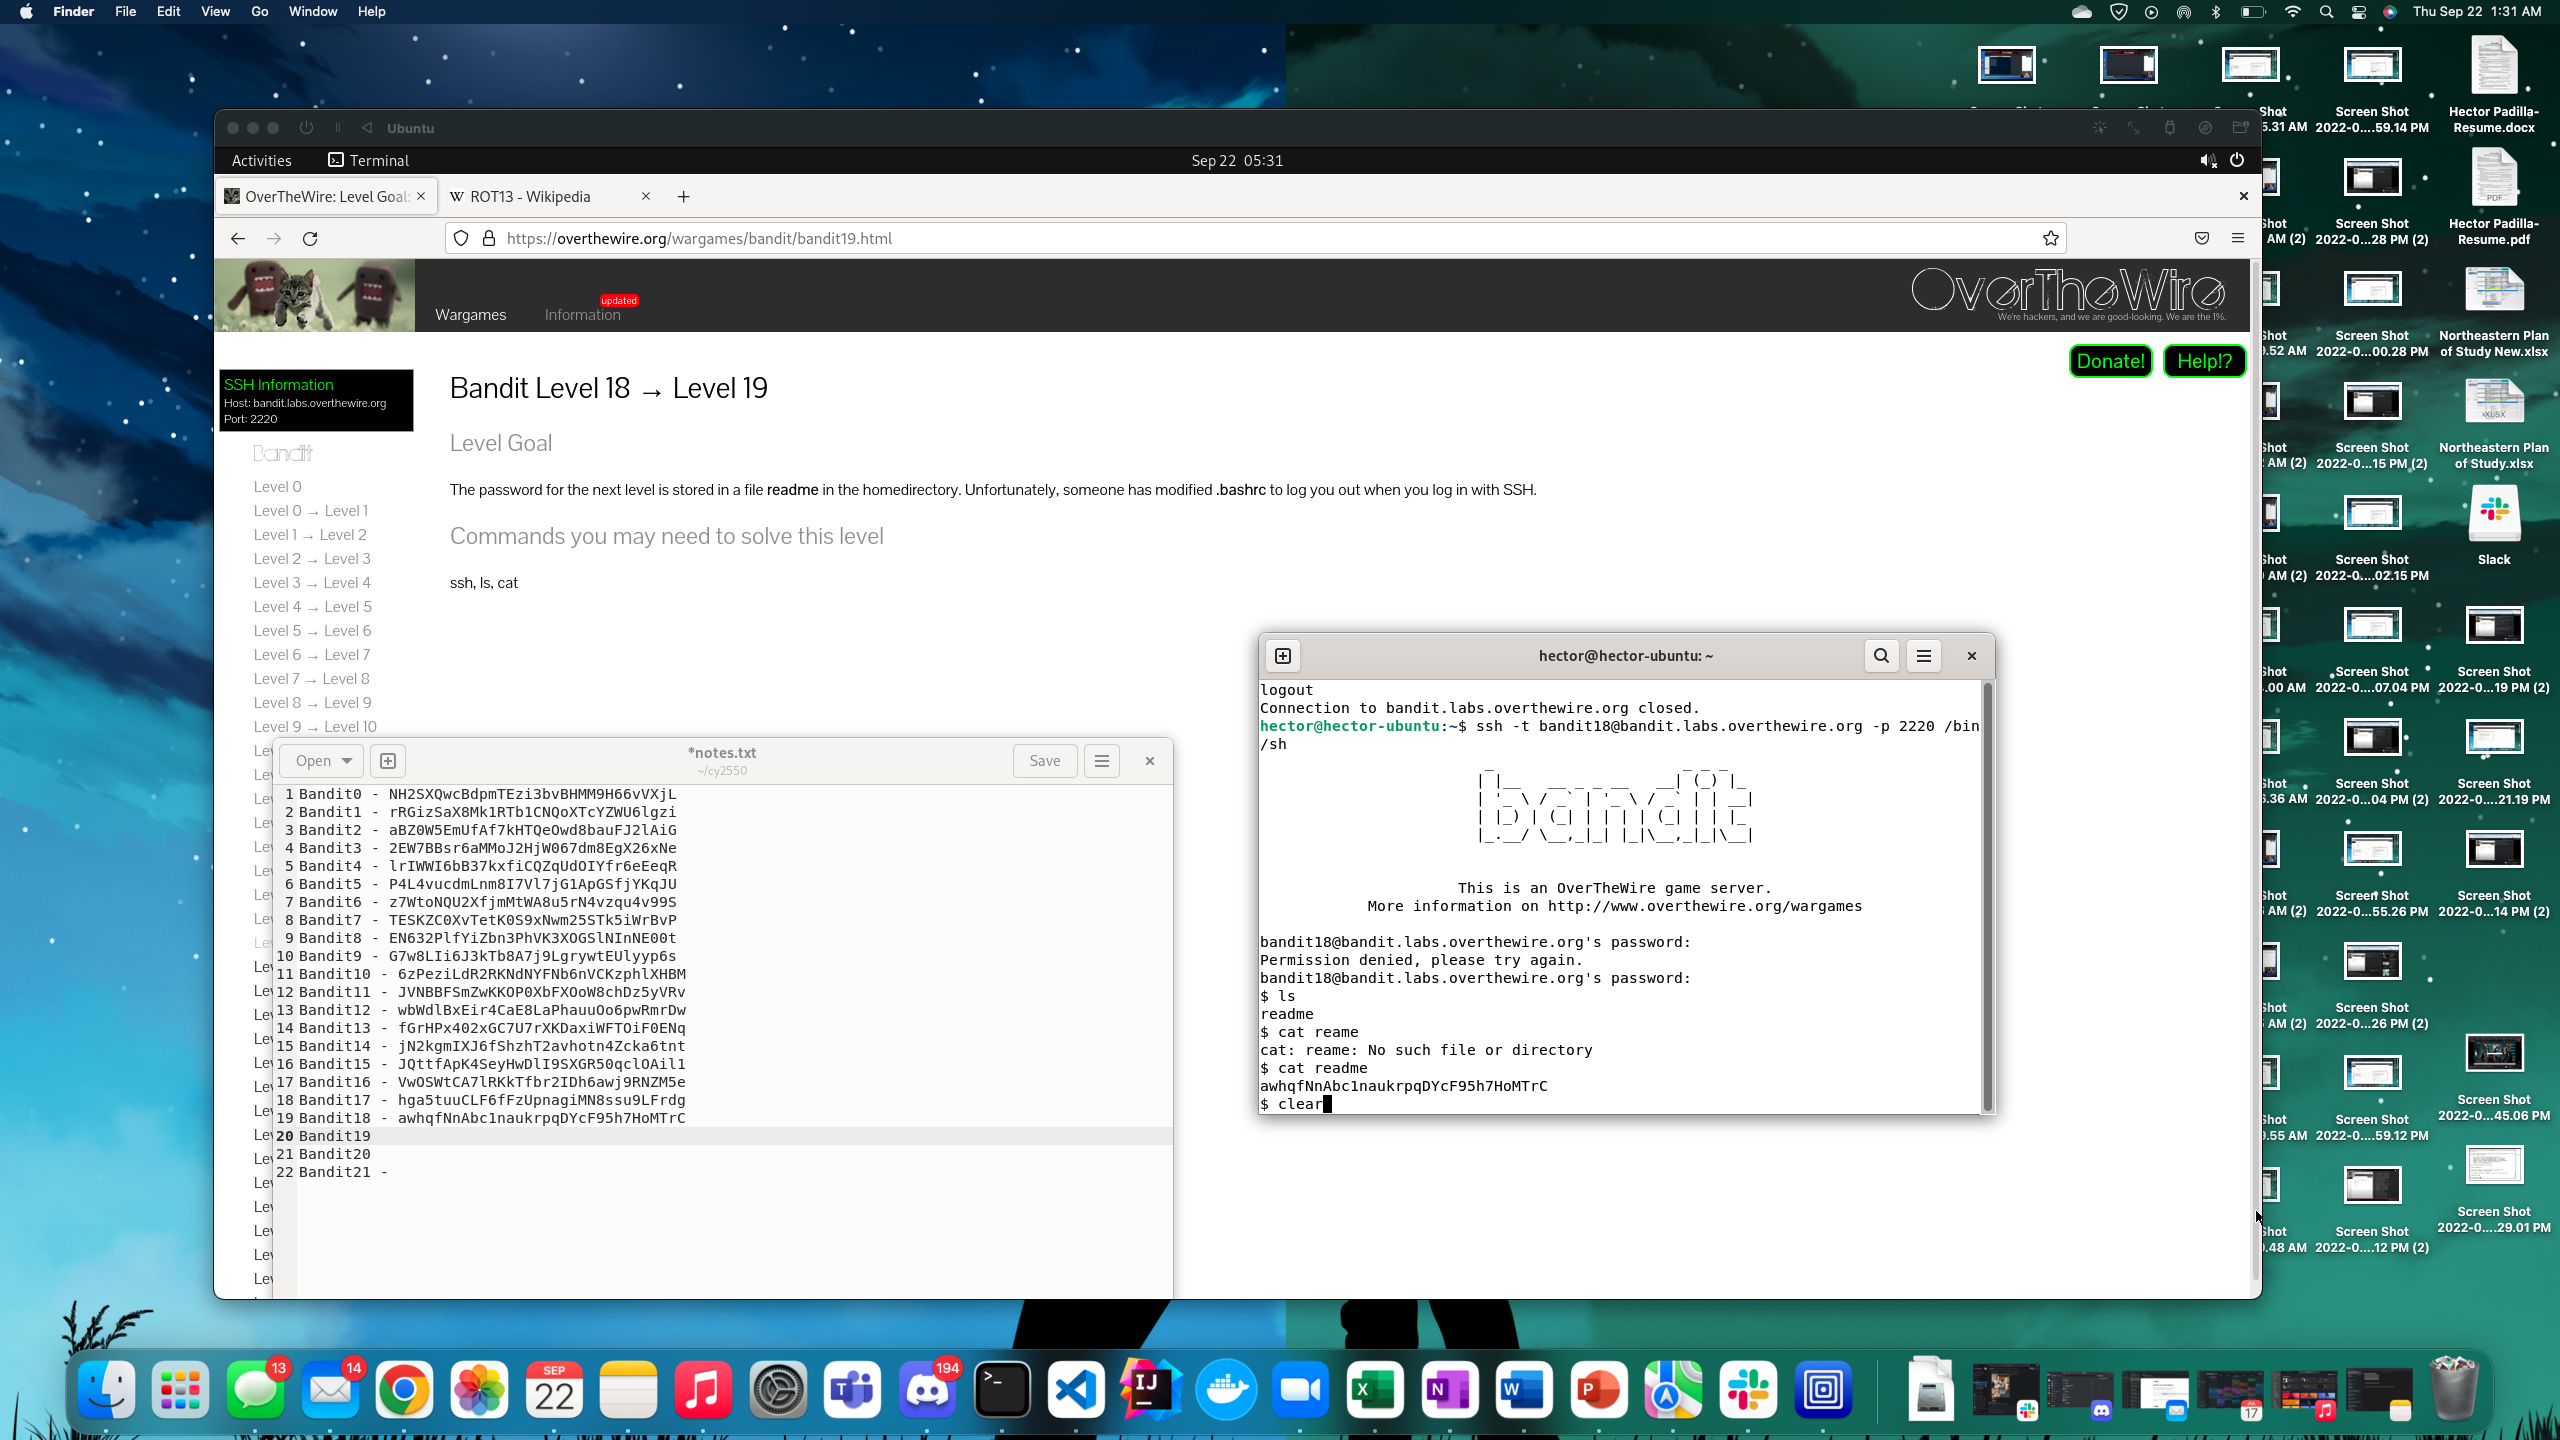 Finder File Edit View Go Window Help
Thu Sep 22 1:31 AM
Ubuntu
Activities Terminal
Sep 22 05:31
OverTheWire: Level Goal:
ROT13 - Wikipedia
https://overthewire.org/wargames/bandit/bandit19.html
Wargames
Information
updated
OverTheWire
We're hackers, and we are good-looking. We are the 1%.
Donate! Help!?
SSH Information
Host: bandit.labs.overthewire.org
Port: 2220
Bandit
Level 0
Level 0 → Level 1
Level 1 → Level 2
Level 2 → Level 3
Level 3 → Level 4
Level 4 → Level 5
Level 5 → Level 6
Level 6 → Level 7
Level 7 → Level 8
Level 8 → Level 9
Level 9 → Level 10
Bandit Level 18 → Level 19
Level Goal
The password for the next level is stored in a file readme in the homedirectory. Unfortunately, someone has modified .bashrc to log you out when you log in with SSH.
Commands you may need to solve this level
ssh, ls, cat
Open
*notes.txt
~/cy2550
Save
1 Bandit0 - NH2SXQwcBdpmTEzi3bvBHMM9H66vVXjL
2 Bandit1 - rRGizSaX8Mk1RTb1CNQoXTcYZWU6lgzi
3 Bandit2 - aBZ0W5EmUfAf7kHTQeOwd8bauFJ2lAiG
4 Bandit3 - 2EW7BBsr6aMMoJ2HjW067dm8EgX26xNe
5 Bandit4 - lrIWWI6bB37kxfiCQZqUdOIYfr6eEeqR
6 Bandit5 - P4L4vucdmLnm8I7Vl7jG1ApGSfjYKqJU
7 Bandit6 - z7WtoNQU2XfjmMtWA8u5rN4vzqu4v99S
8 Bandit7 - TESKZC0XvTetK0S9xNwm25STk5iWrBvP
9 Bandit8 - EN632PlfYiZbn3PhVK3XOGSlNInNE00t
10 Bandit9 - G7w8LIi6J3kTb8A7j9LgrywtEUlyyp6s
11 Bandit10 - 6zPeziLdR2RKNdNYFNb6nVCKzphlXHBM
12 Bandit11 - JVNBBFSmZwKKOP0XbFXOoW8chDz5yVRv
13 Bandit12 - wbWdlBxEir4CaE8LaPhauuOo6pwRmrDw
14 Bandit13 - fGrHPx402xGC7U7rXKDaxiWFTOiF0ENq
15 Bandit14 - jN2kgmIXJ6fShzhT2avhotn4Zcka6tnt
16 Bandit15 - JQttfApK4SeyHwDlI9SXGR50qclOAil1
17 Bandit16 - VwOSWtCA7lRKkTfbr2IDh6awj9RNZM5e
18 Bandit17 - hga5tuuCLF6fFzUpnagiMN8ssu9LFrdg
19 Bandit18 - awhqfNnAbc1naukrpqDYcF95h7HoMTrC
20 Bandit19
21 Bandit20
22 Bandit21 -
hector@hector-ubuntu: ~
logout
Connection to bandit.labs.overthewire.org closed.
hector@hector-ubuntu:~$ ssh -t bandit18@bandit.labs.overthewire.org -p 2220 /bin
/sh
This is an OverTheWire game server.
More information on http://www.overthewire.org/wargames
bandit18@bandit.labs.overthewire.org's password:
Permission denied, please try again.
bandit18@bandit.labs.overthewire.org's password:
$ ls
readme
$ cat reame
cat: reame: No such file or directory
$ cat readme
awhqfNnAbc1naukrpqDYcF95h7HoMTrC
$ clear
Hector Padilla-
Resume.docx
Hector Padilla-
Resume.pdf
Northeastern Plan
of Study New.xlsx
Northeastern Plan
of Study.xlsx
Slack
Screen Shot
2022-0...19 PM (2)
Screen Shot
2022-0....21.19 PM
Screen Shot
2022-0...14 PM (2)
Screen Shot
2022-0....45.06 PM
Screen Shot
2022-0....29.01 PM
Screen Shot
2022-0....59.14 PM
Screen Shot
2022-0...28 PM (2)
Screen Shot
2022-0....00.28 PM
Screen Shot
2022-0...15 PM (2)
Screen Shot
2022-0....02.15 PM
Screen Shot
2022-0....07.04 PM
Screen Shot
2022-0...04 PM (2)
Screen Shot
2022-0....55.26 PM
Screen Shot
2022-0...26 PM (2)
Screen Shot
2022-0....59.12 PM
Screen Shot
2022-0....12 PM (2)
13
14
SEP
22
194
17